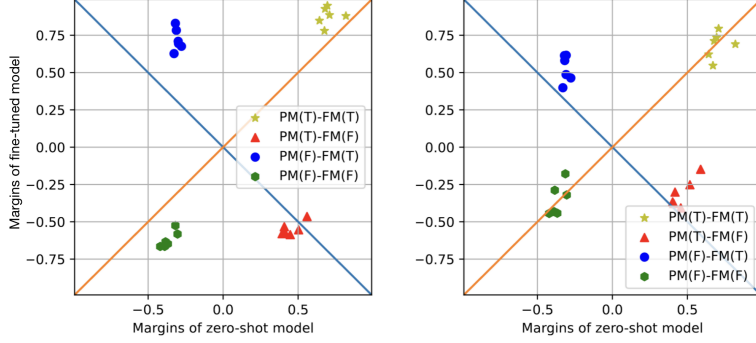 Margins of fine-tuned model
0.75
0.50
0.25
0.00
−0.25
−0.50
−0.75
−0.5
0.0
0.5
Margins of zero-shot model
PM(T)-FM(T)
PM(T)-FM(F)
PM(F)-FM(T)
PM(F)-FM(F)
0.75
0.50
0.25
0.00
−0.25
−0.50
−0.75
−0.5
0.0
0.5
Margins of zero-shot model
PM(T)-FM(T)
PM(T)-FM(F)
PM(F)-FM(T)
PM(F)-FM(F)